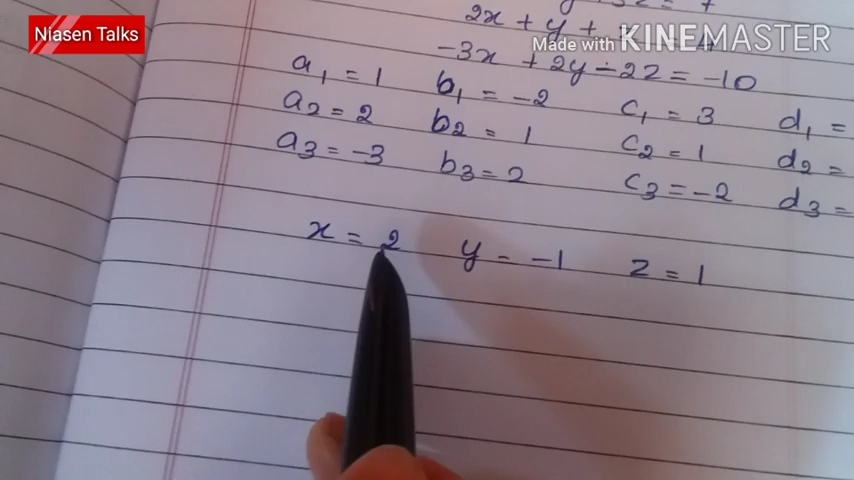 Niasen Talks
2x + y +
Made with KINEMASTER
-3x + 2y - 2z = -10
a1 = 1 b1 = -2 c1 = 3 d1 =
a2 = 2 b2 = 1 c2 = 1 d2 =
a3 = -3 b3 = 2 c3 = -2 d3 =
x = 2 y = -1 z = 1